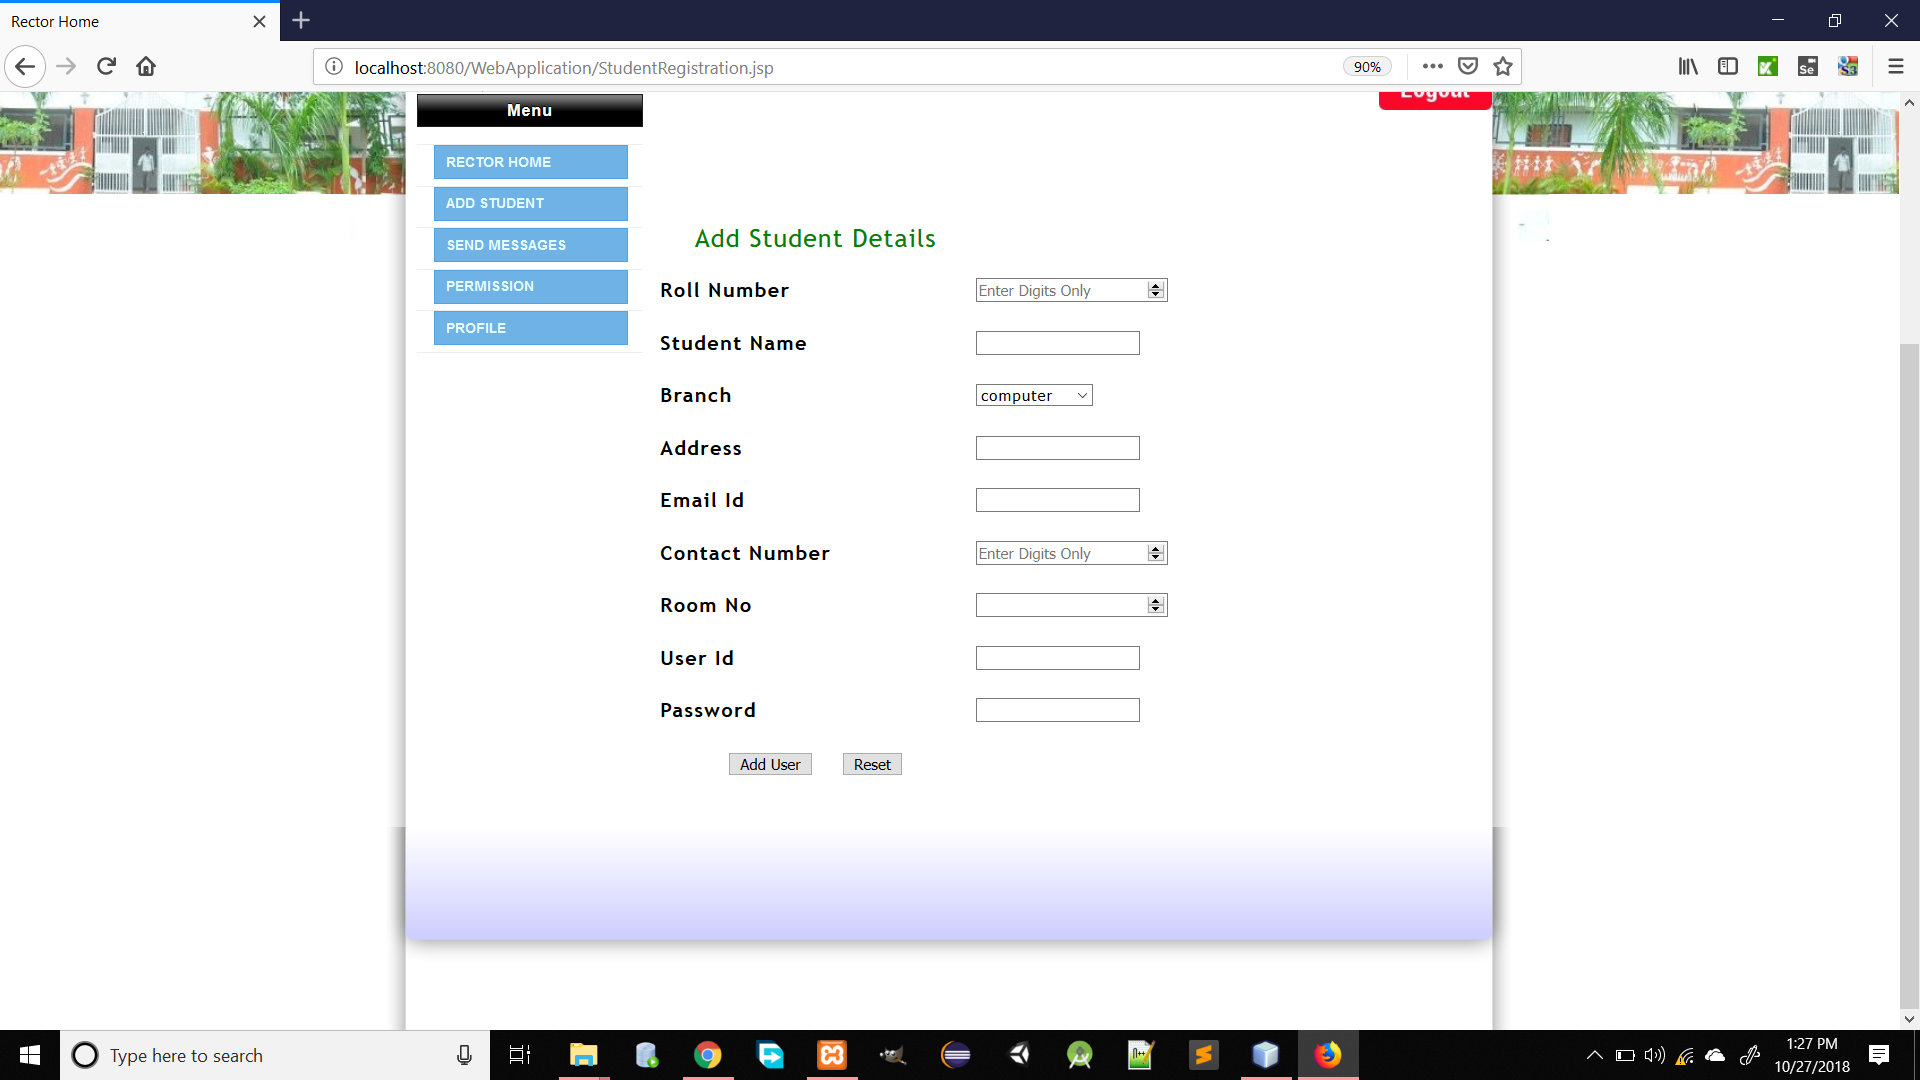 Rector Home
localhost:8080/WebApplication/StudentRegistration.jsp
90%
Se
Menu
Logout
RECTOR HOME
ADD STUDENT
SEND MESSAGES
PERMISSION
PROFILE
Add Student Details
Roll Number
Enter Digits Only
Student Name
Branch
computer
Address
Email Id
Contact Number
Enter Digits Only
Room No
User Id
Password
Add User
Reset
Type here to search
1:27 PM
10/27/2018